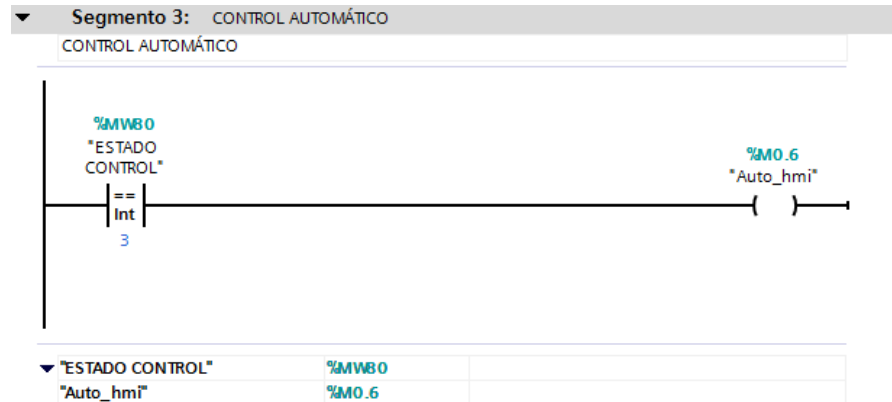 Segmento 3: CONTROL AUTOMÁTICO
CONTROL AUTOMÁTICO
%MW80
"ESTADO
CONTROL"
%M0.6
"Auto_hmi"
==
Int
3
"ESTADO CONTROL" %MW80
"Auto_hmi" %M0.6